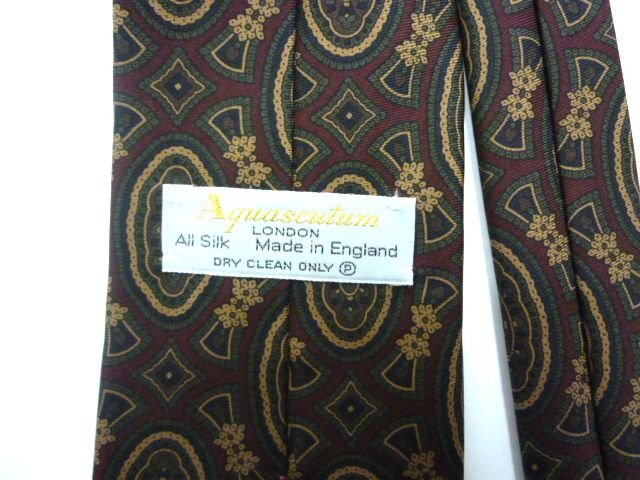 Aquascutum
LONDON
All Silk Made in England
DRY CLEAN ONLY Ⓟ